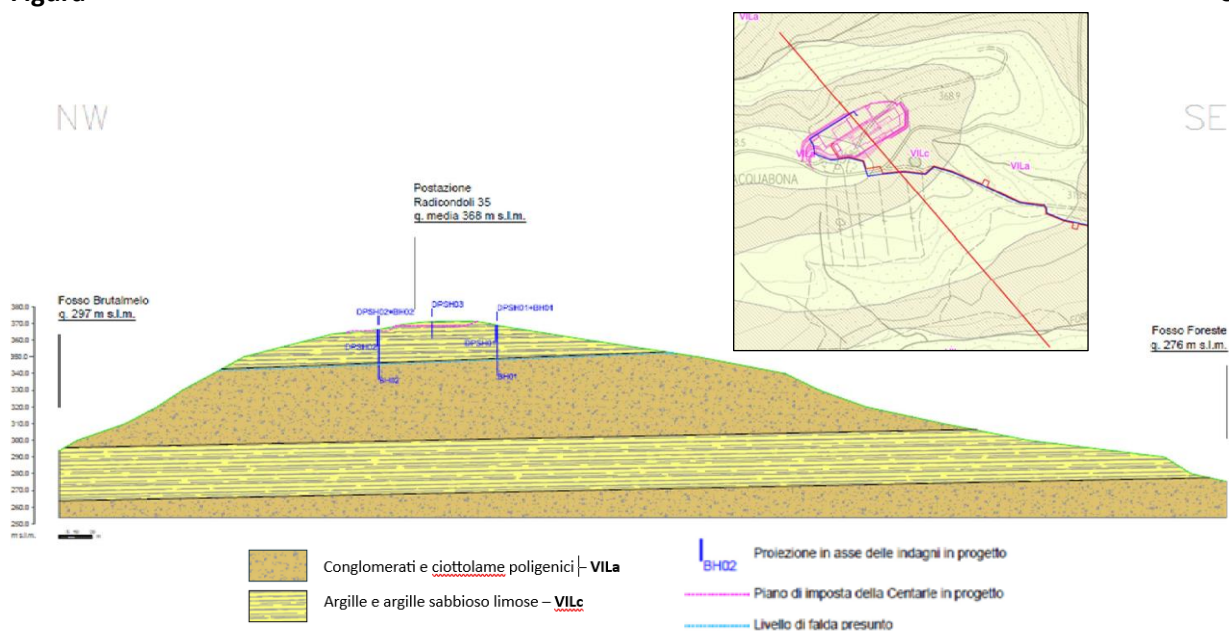 Figura
NW
SE
Postazione
Radicondoli 35
q. media 368 m s.l.m.
Fosso Brutalmelo
q. 297 m s.l.m.
Fosso Foreste
q. 276 m s.l.m.
DPSH02+BH02
DPSH03
DPSH01+BH01
DPSH02
DPSH01
BH02
BH01
380.0
370.0
360.0
350.0
340.0
330.0
320.0
310.0
300.0
290.0
280.0
270.0
260.0
250.0
m s.l.m.
VILa
368.9
VILc
VILa
ACQUABONA
Conglomerati e ciottolame poligenici – VILa
Argille e argille sabbioso limose – VILc
BH02
Proiezione in asse delle indagni in progetto
Piano di imposta della Centarle in progetto
Livello di falda presunto